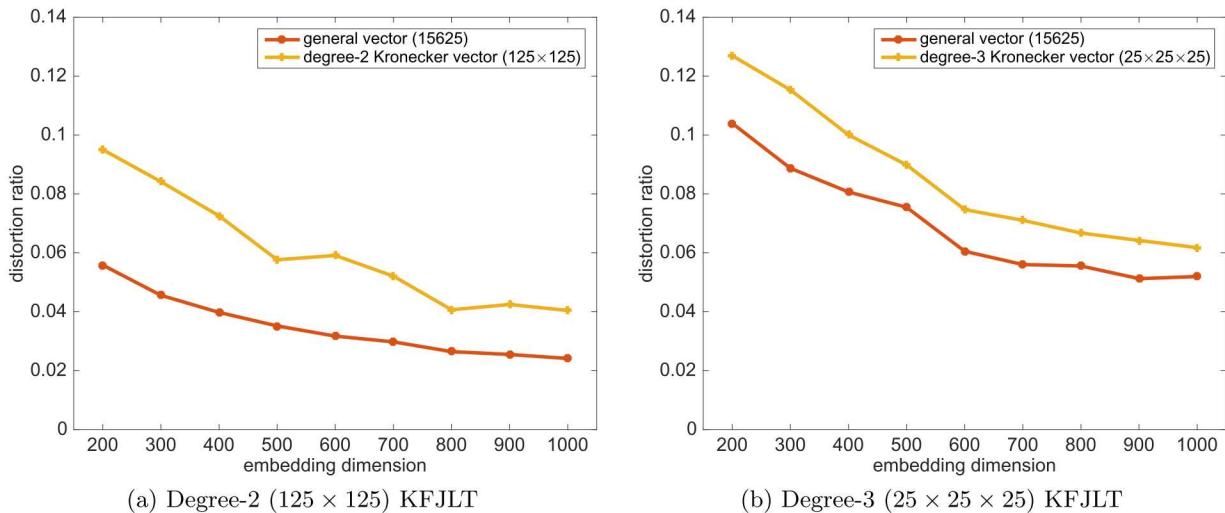 0.14
0.12
0.1
0.08
0.06
0.04
0.02
0
distortion ratio
general vector (15625)
degree-2 Kronecker vector (125×125)
200 300 400 500 600 700 800 900 1000
embedding dimension
(a) Degree-2 (125 × 125) KFJLT
0.14
0.12
0.1
0.08
0.06
0.04
0.02
0
distortion ratio
general vector (15625)
degree-3 Kronecker vector (25×25×25)
200 300 400 500 600 700 800 900 1000
embedding dimension
(b) Degree-3 (25 × 25 × 25) KFJLT